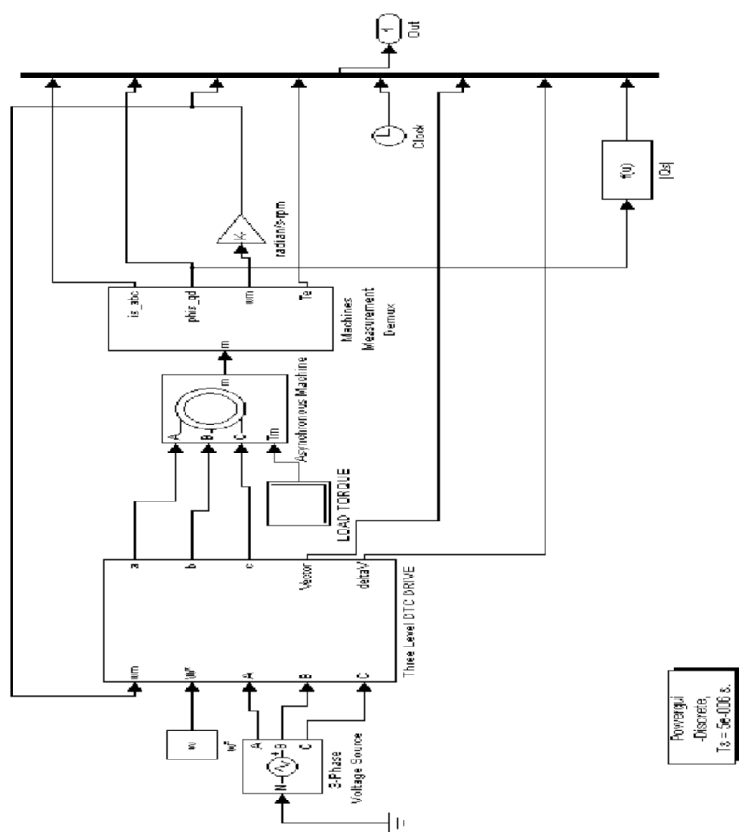 1
Out
Clock
f(u)
|Qs|
K-
radian/s-rpm
is_abc
phis_qd
wm
Te
m
Machines
Measurement
Demux
m
A
B
C
Tm
Asynchronous Machine
LOAD TORQUE
a
b
c
Vector
deltaV
wm
w*
A
B
C
Three Level DTC DRIVE
w*
N
A
B
C
3-Phase
Voltage Source
Powergui
-Discrete,
Ts = 5e-006 s.